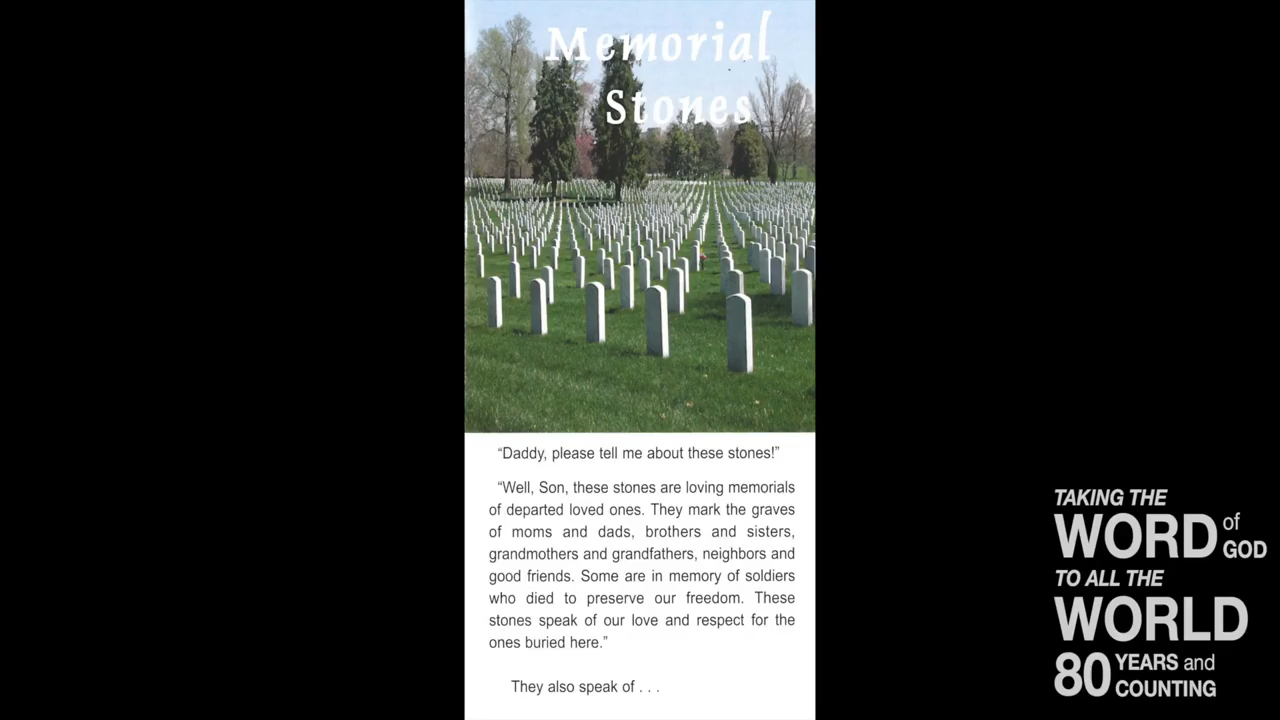 Memorial
Stones
“Daddy, please tell me about these stones!”
“Well, Son, these stones are loving memorials
of departed loved ones. They mark the graves
of moms and dads, brothers and sisters,
grandmothers and grandfathers, neighbors and
good friends. Some are in memory of soldiers
who died to preserve our freedom. These
stones speak of our love and respect for the
ones buried here.”
They also speak of . . .
TAKING THE
WORD of GOD
TO ALL THE
WORLD
80 YEARS and
COUNTING